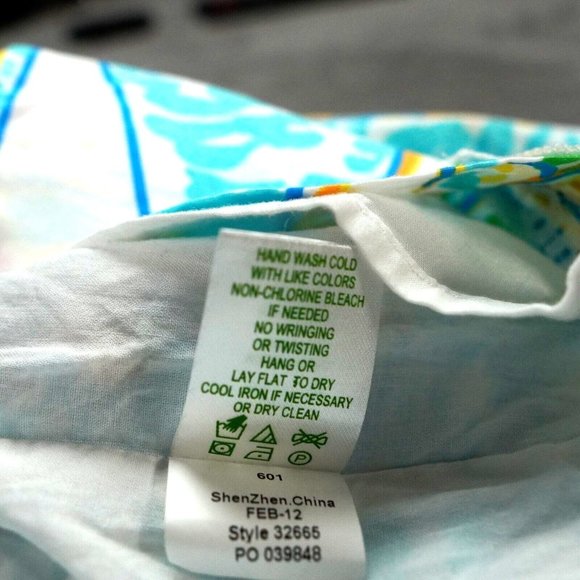 HAND WASH COLD
WITH LIKE COLORS
NON-CHLORINE BLEACH
IF NEEDED
NO WRINGING
OR TWISTING
HANG OR
LAY FLAT TO DRY
COOL IRON IF NECESSARY
OR DRY CLEAN
P
601
ShenZhen.China
FEB-12
Style 32665
PO 039848